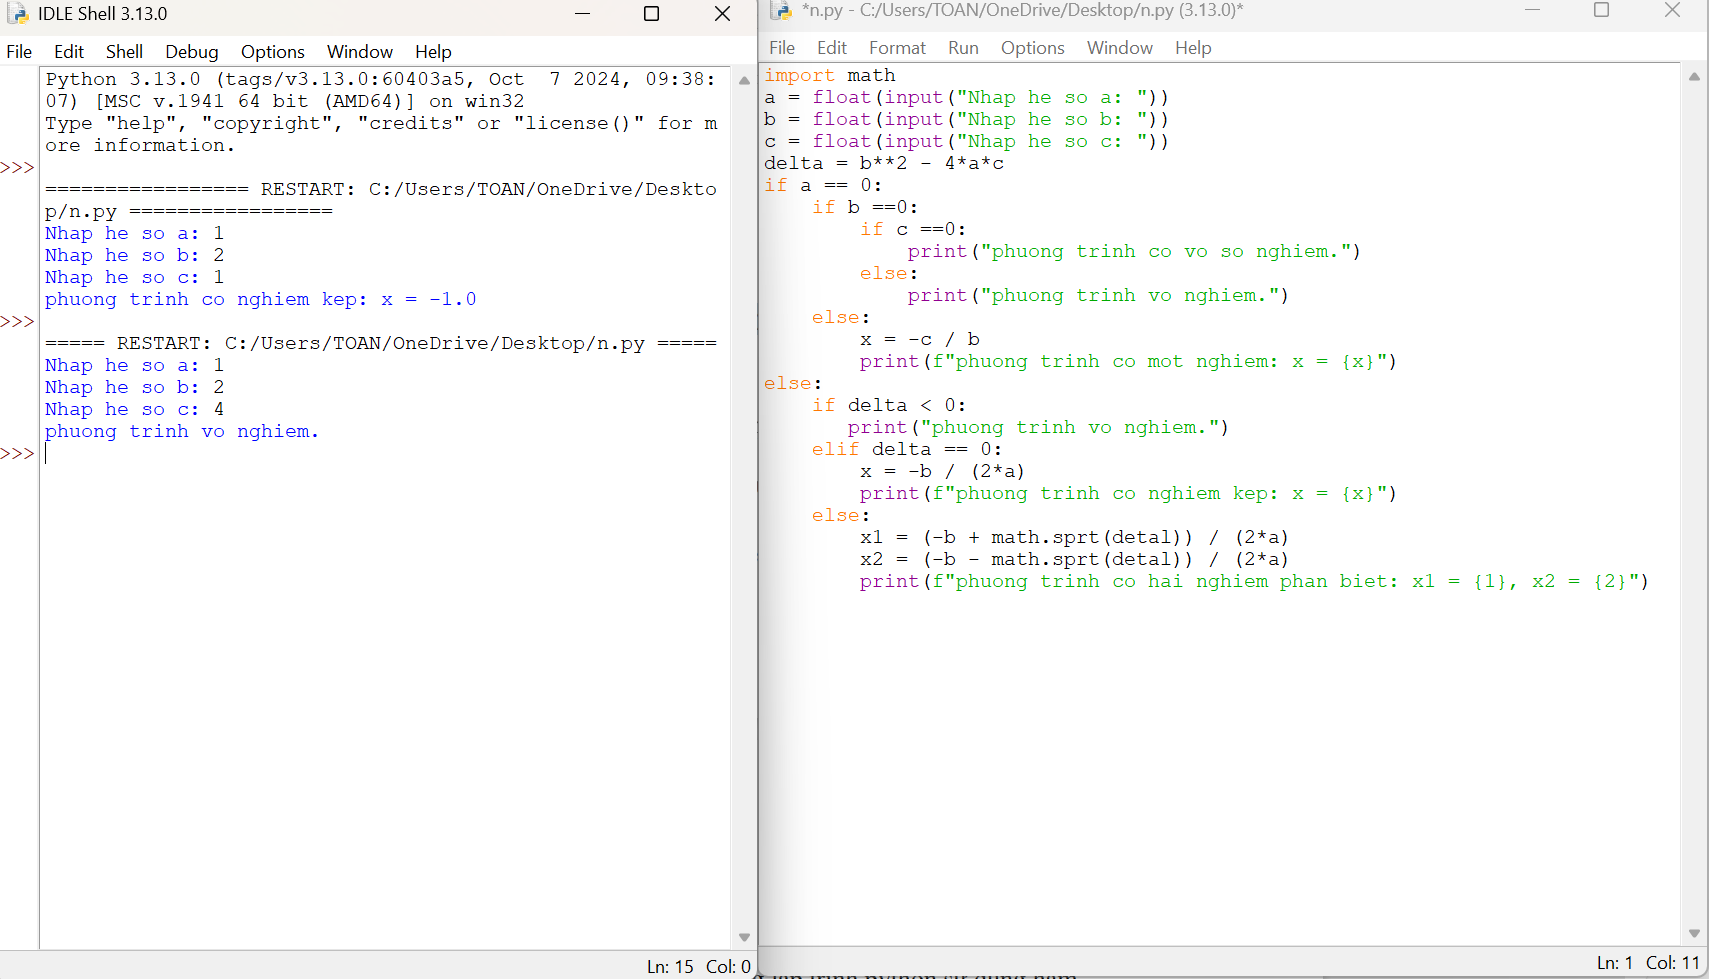 IDLE Shell 3.13.0
File Edit Shell Debug Options Window Help
Python 3.13.0 (tags/v3.13.0:60403a5, Oct  7 2024, 09:38:
07) [MSC v.1941 64 bit (AMD64)] on win32
Type "help", "copyright", "credits" or "license()" for m
ore information.
>>>
================= RESTART: C:/Users/TOAN/OneDrive/Deskto
p/n.py =================
Nhap he so a: 1
Nhap he so b: 2
Nhap he so c: 1
phuong trinh co nghiem kep: x = -1.0
>>>
===== RESTART: C:/Users/TOAN/OneDrive/Desktop/n.py =====
Nhap he so a: 1
Nhap he so b: 2
Nhap he so c: 4
phuong trinh vo nghiem.
>>>
Ln: 15 Col: 0
*n.py - C:/Users/TOAN/OneDrive/Desktop/n.py (3.13.0)*
File Edit Format Run Options Window Help
import math
a = float(input("Nhap he so a: "))
b = float(input("Nhap he so b: "))
c = float(input("Nhap he so c: "))
delta = b**2 - 4*a*c
if a == 0:
    if b ==0:
        if c ==0:
            print("phuong trinh co vo so nghiem.")
        else:
            print("phuong trinh vo nghiem.")
    else:
        x = -c / b
        print(f"phuong trinh co mot nghiem: x = {x}")
else:
    if delta < 0:
       print("phuong trinh vo nghiem.")
    elif delta == 0:
        x = -b / (2*a)
        print(f"phuong trinh co nghiem kep: x = {x}")
    else:
        x1 = (-b + math.sprt(detal)) / (2*a)
        x2 = (-b - math.sprt(detal)) / (2*a)
        print(f"phuong trinh co hai nghiem phan biet: x1 = {1}, x2 = {2}")
Ln: 1 Col: 11